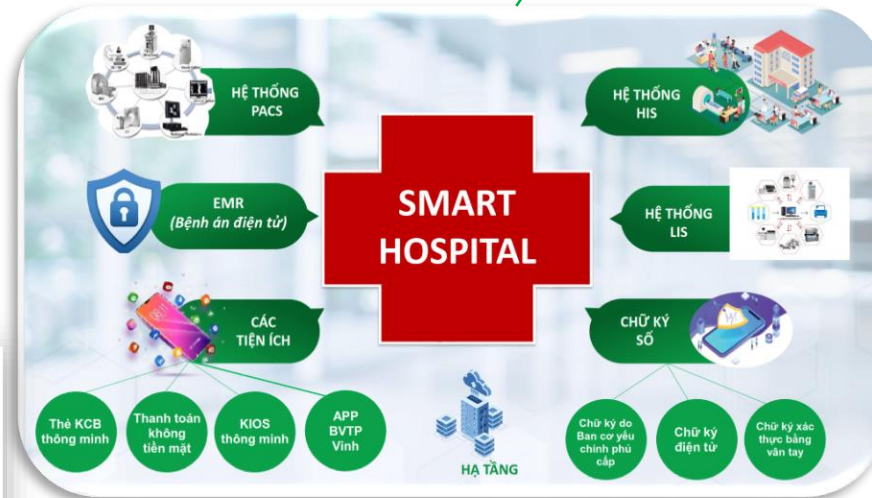 HỆ THỐNG
PACS
HỆ THỐNG
HIS
EMR
(Bệnh án điện tử)
SMART
HOSPITAL
HỆ THỐNG
LIS
CÁC
TIỆN ÍCH
CHỮ KÝ
SỐ
Thẻ KCB
thông minh
Thanh toán
không
tiền mặt
KIOS
thông minh
APP
BVTP
Vinh
HẠ TẦNG
Chữ ký do
Ban cơ yếu
chính phủ
cấp
Chữ ký
điện tử
Chữ ký xác
thực bằng
vân tay